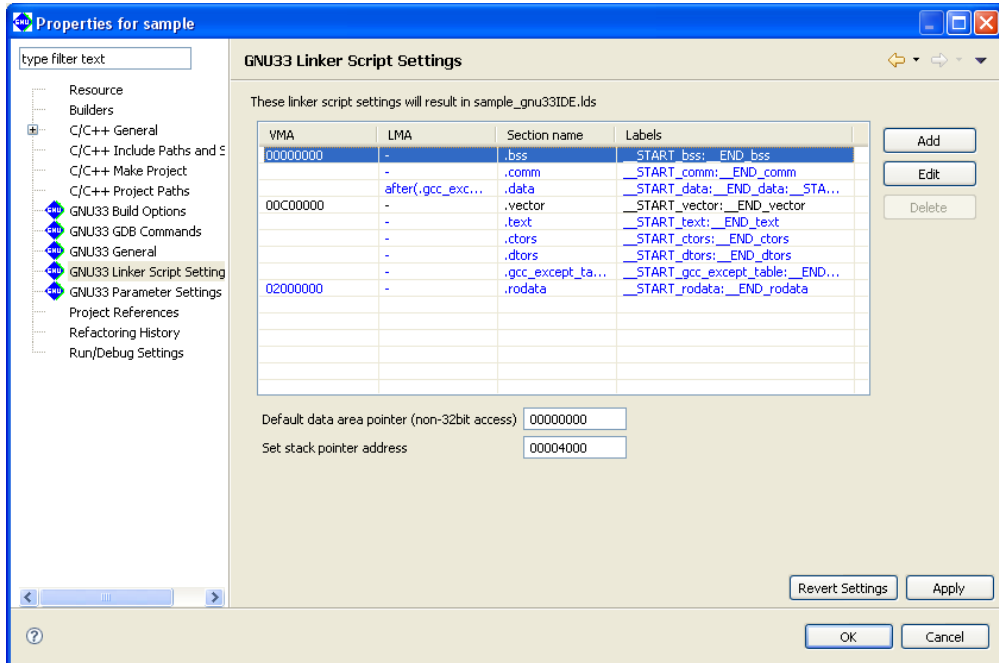 Properties for sample
type filter text
Resource
Builders
C/C++ General
C/C++ Include Paths and S
C/C++ Make Project
C/C++ Project Paths
GNU33 Build Options
GNU33 GDB Commands
GNU33 General
GNU33 Linker Script Setting
GNU33 Parameter Settings
Project References
Refactoring History
Run/Debug Settings
GNU33 Linker Script Settings
These linker script settings will result in sample_gnu33IDE.lds
VMA LMA Section name Labels
00000000 - .bss __START_bss:__END_bss
- .comm __START_comm:__END_comm
after(.gcc_exc... .data __START_data:__END_data:__STA...
00C00000 - .vector __START_vector:__END_vector
- .text __START_text:__END_text
- .ctors __START_ctors:__END_ctors
- .dtors __START_dtors:__END_dtors
- .gcc_except_ta... __START_gcc_except_table:__END...
02000000 - .rodata __START_rodata:__END_rodata
Add
Edit
Delete
Default data area pointer (non-32bit access) 00000000
Set stack pointer address 00004000
Revert Settings Apply
OK Cancel